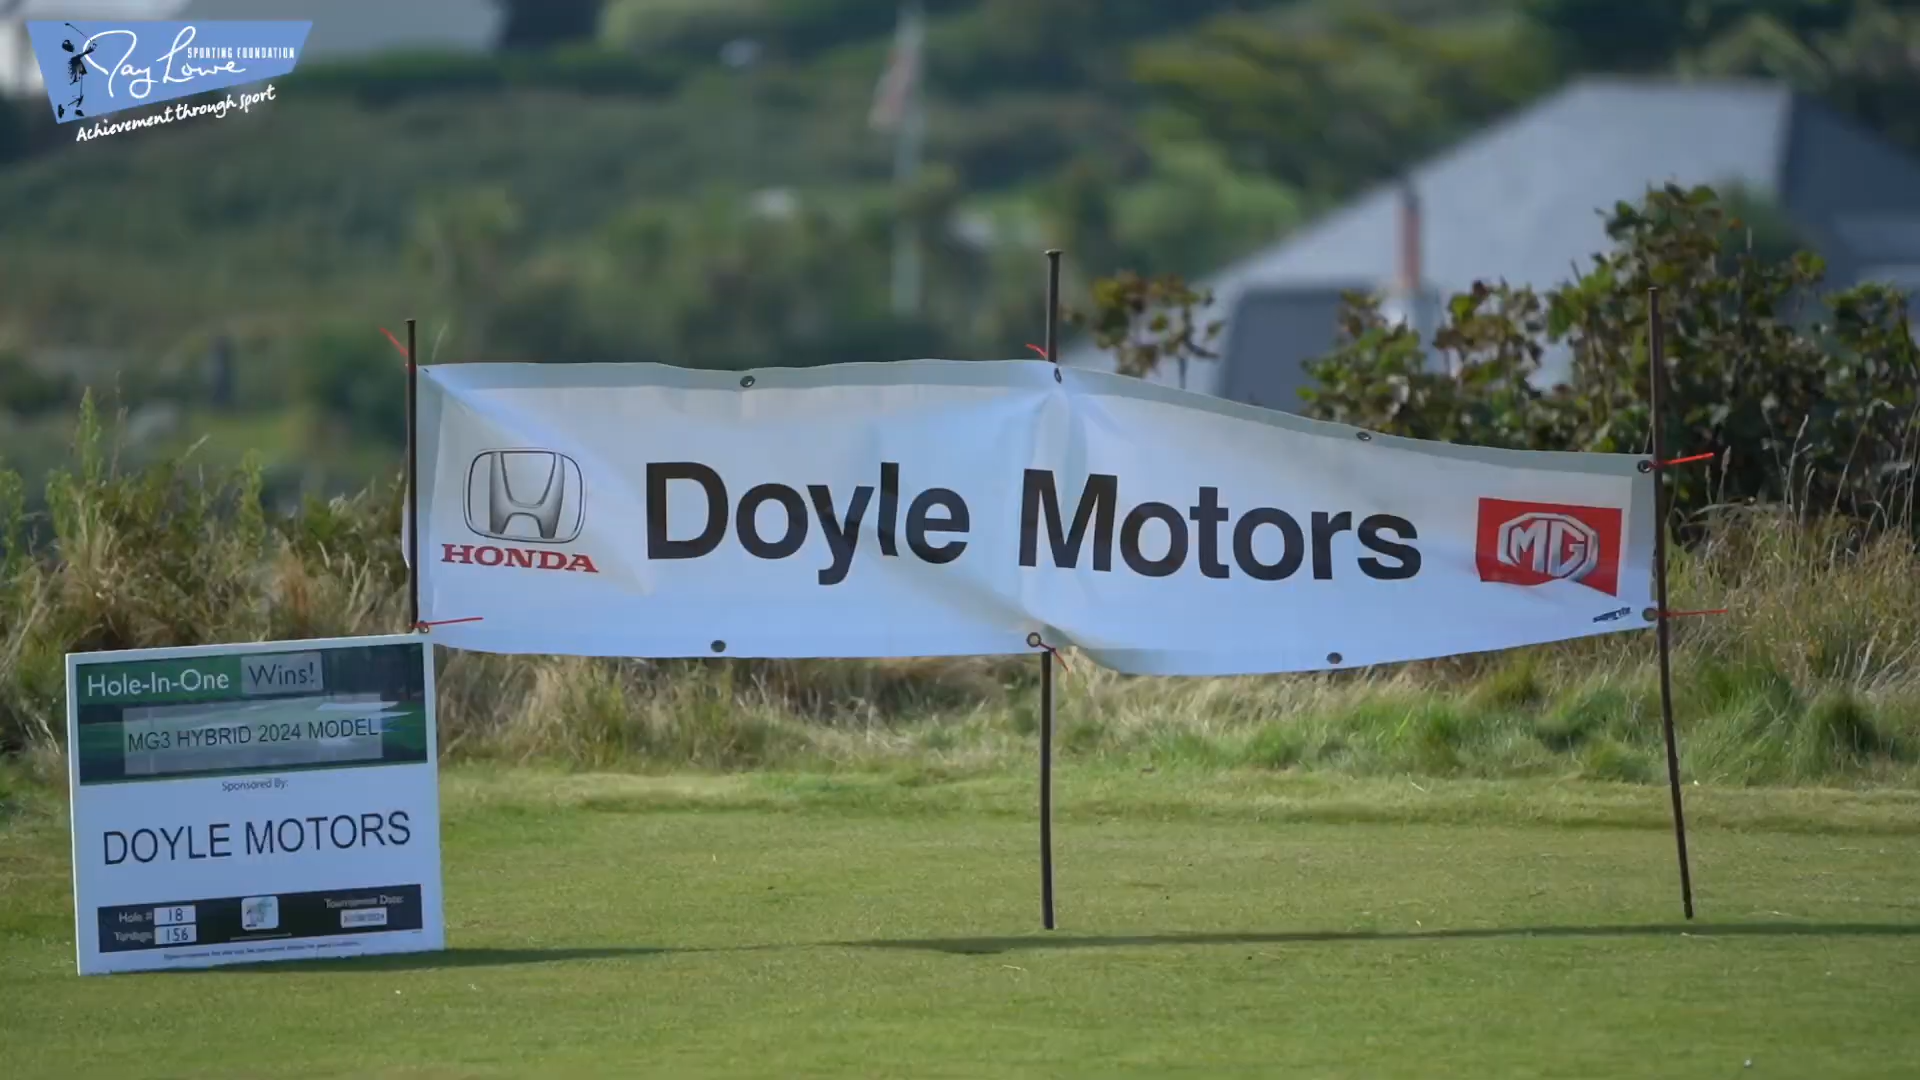 Ray Lowe
SPORTING FOUNDATION
Achievement through sport
HONDA
Doyle Motors
MG
Hole-In-One Wins!
MG3 HYBRID 2024 MODEL
Sponsored By:
DOYLE MOTORS
Hole # 18
Yardage 156
Tournament Date: